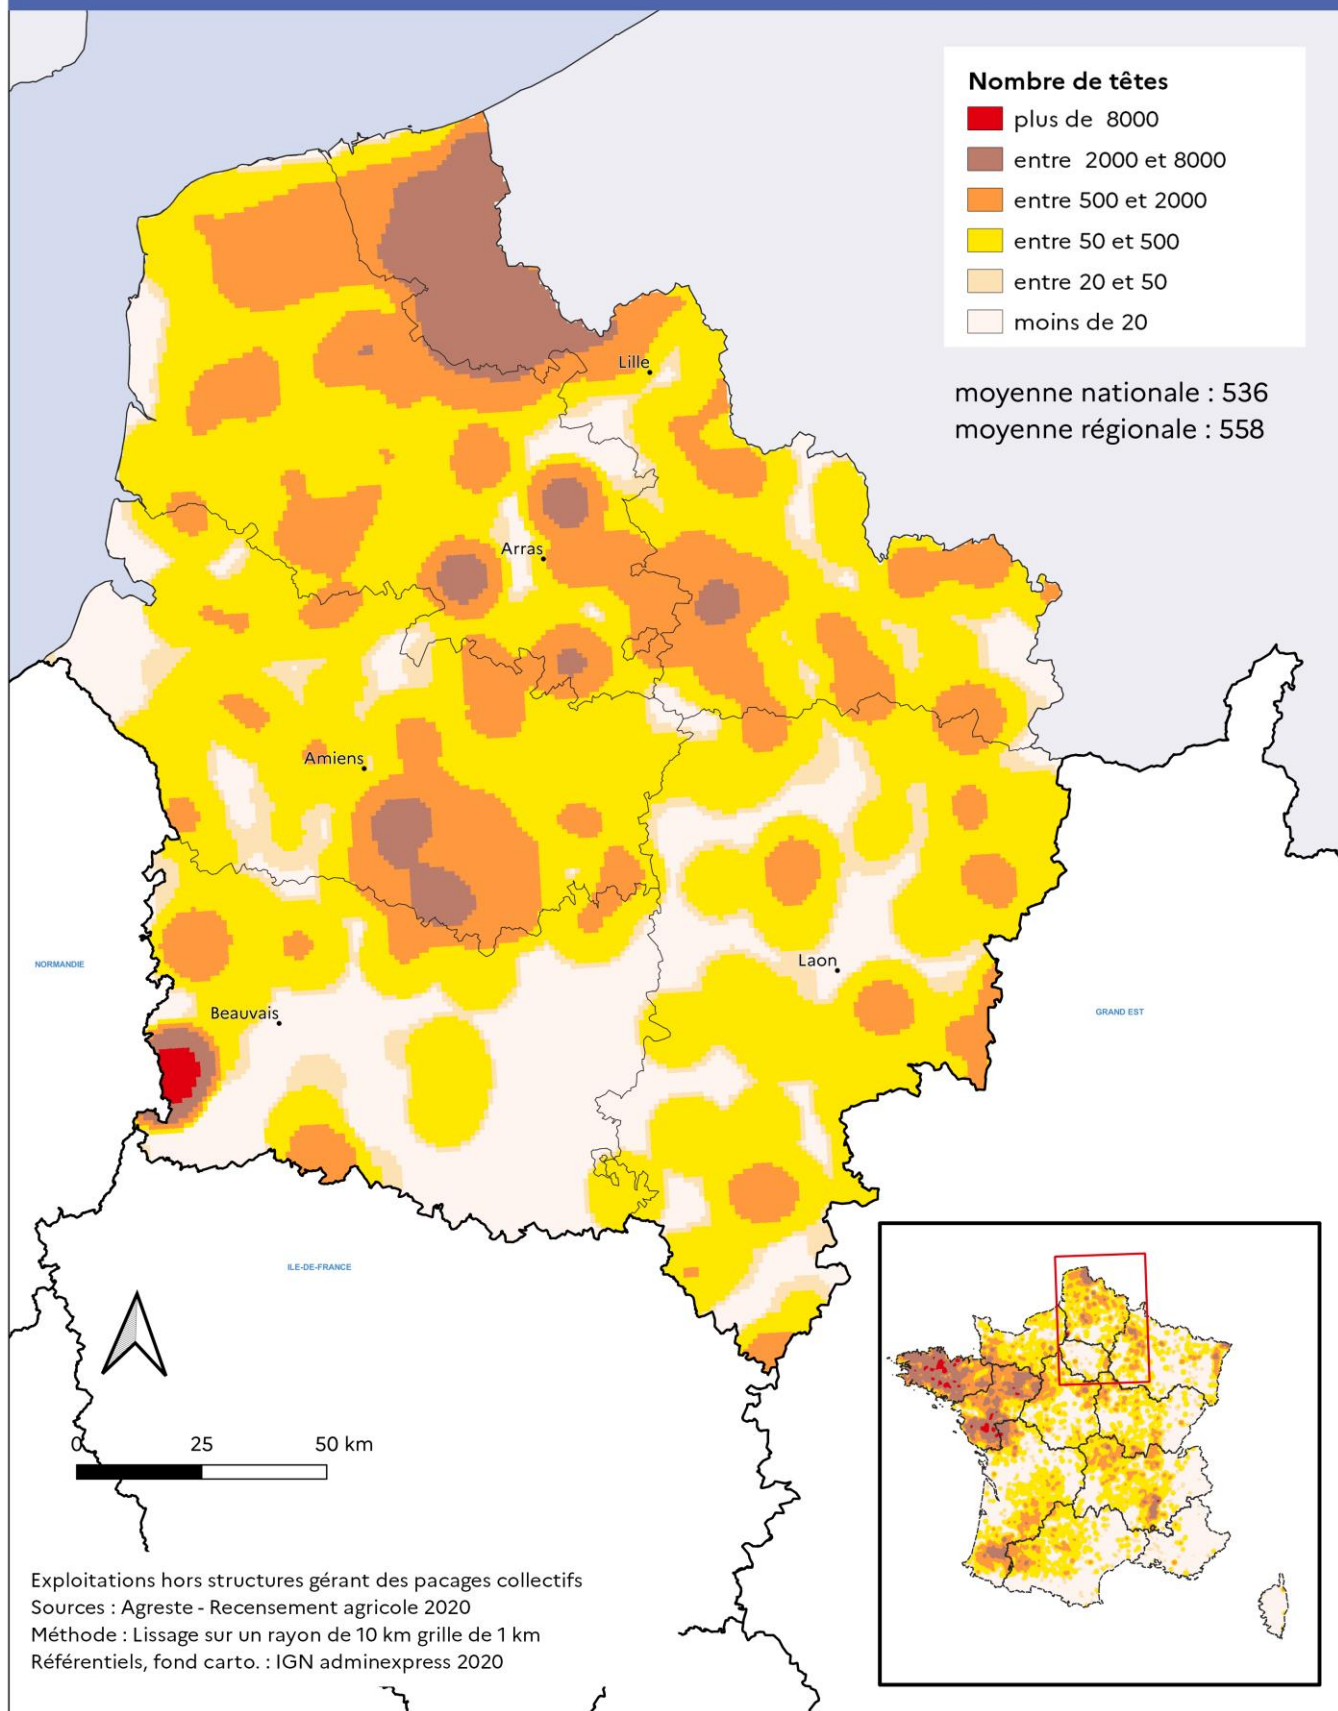 Nombre de têtes
plus de 8000
entre 2000 et 8000
entre 500 et 2000
entre 50 et 500
entre 20 et 50
moins de 20
moyenne nationale : 536
moyenne régionale : 558
Lille
Arras
Amiens
Laon
NORMANDIE
Beauvais
GRAND EST
ILE-DE-FRANCE
0 25 50 km
Exploitations hors structures gérant des pacages collectifs
Sources : Agreste - Recensement agricole 2020
Méthode : Lissage sur un rayon de 10 km grille de 1 km
Référentiels, fond carto. : IGN adminexpress 2020